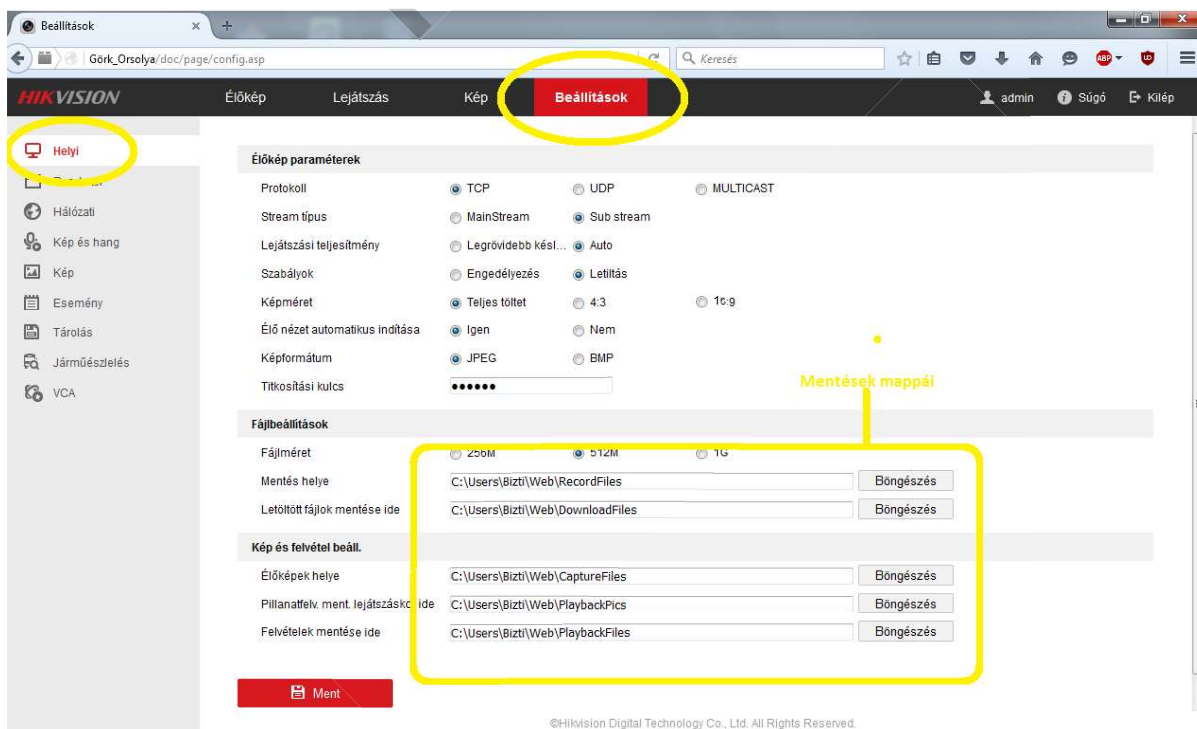 Beállítások
Görk_Orsolya/doc/page/config.asp
Keresés
ABP
HIKVISION Élőkép Lejátszás Kép Beállítások admin Súgó Kilép
Helyi
Hálózati
Kép és hang
Kép
Esemény
Tárolás
Járműészlelés
VCA
Élőkép paraméterek
Protokoll TCP UDP MULTICAST
Stream típus MainStream Sub stream
Lejátszási teljesítmény Legrövidebb késl... Auto
Szabályok Engedélyezés Letiltás
Képméret Teljes töltet 4:3 16:9
Élő nézet automatikus indítása Igen Nem
Képformátum JPEG BMP
Titkosítási kulcs ●●●●●●
Mentések mappái
Fájlbeállítások
Fájlméret 256M 512M 1G
Mentés helye C:\Users\Bizti\Web\RecordFiles Böngészés
Letöltött fájlok mentése ide C:\Users\Bizti\Web\DownloadFiles Böngészés
Kép és felvétel beáll.
Élőképek helye C:\Users\Bizti\Web\CaptureFiles Böngészés
Pillanatfelv. ment. lejátszásko ide C:\Users\Bizti\Web\PlaybackPics Böngészés
Felvételek mentése ide C:\Users\Bizti\Web\PlaybackFiles Böngészés
Ment
©Hikvision Digital Technology Co., Ltd. All Rights Reserved.